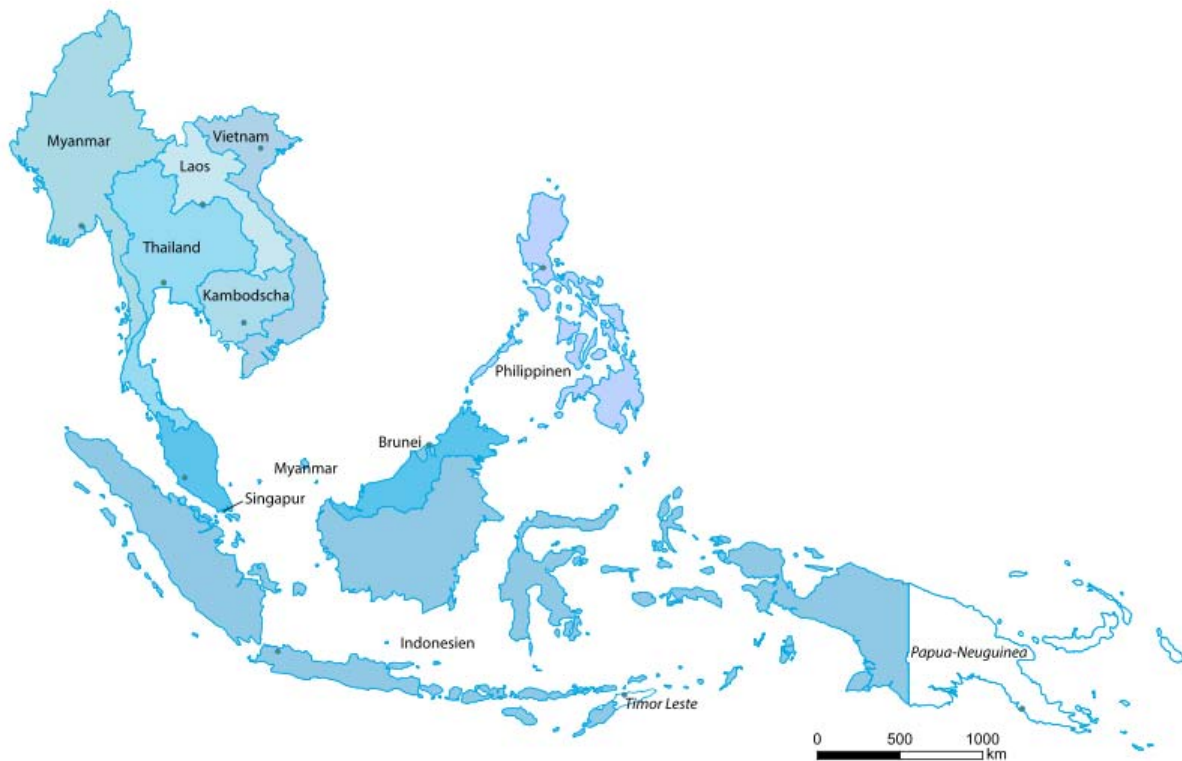 Vietnam
Myanmar
Laos
Thailand
Kambodscha
Philippinen
Brunei
Myanmar
Singapur
Indonesien
Papua-Neuguinea
Timor Leste
0 500 1000
km